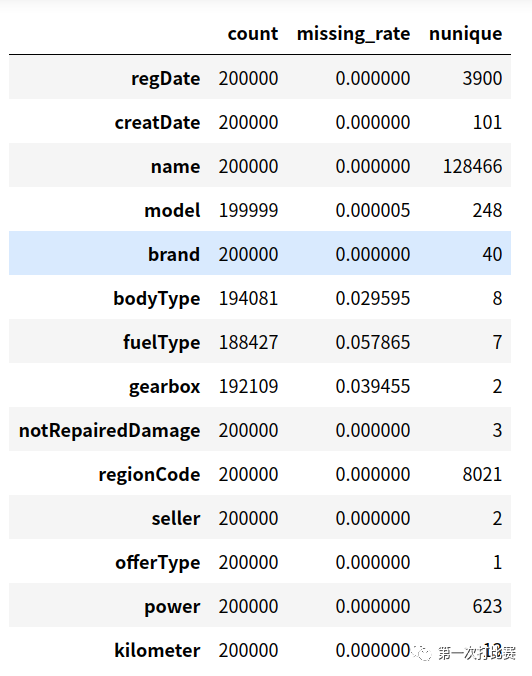 count missing_rate nunique
regDate 200000 0.000000 3900
creatDate 200000 0.000000 101
name 200000 0.000000 128466
model 199999 0.000005 248
brand 200000 0.000000 40
bodyType 194081 0.029595 8
fuelType 188427 0.057865 7
gearbox 192109 0.039455 2
notRepairedDamage 200000 0.000000 3
regionCode 200000 0.000000 8021
seller 200000 0.000000 2
offerType 200000 0.000000 1
power 200000 0.000000 623
kilometer 200000 0.000000
第一次打比赛